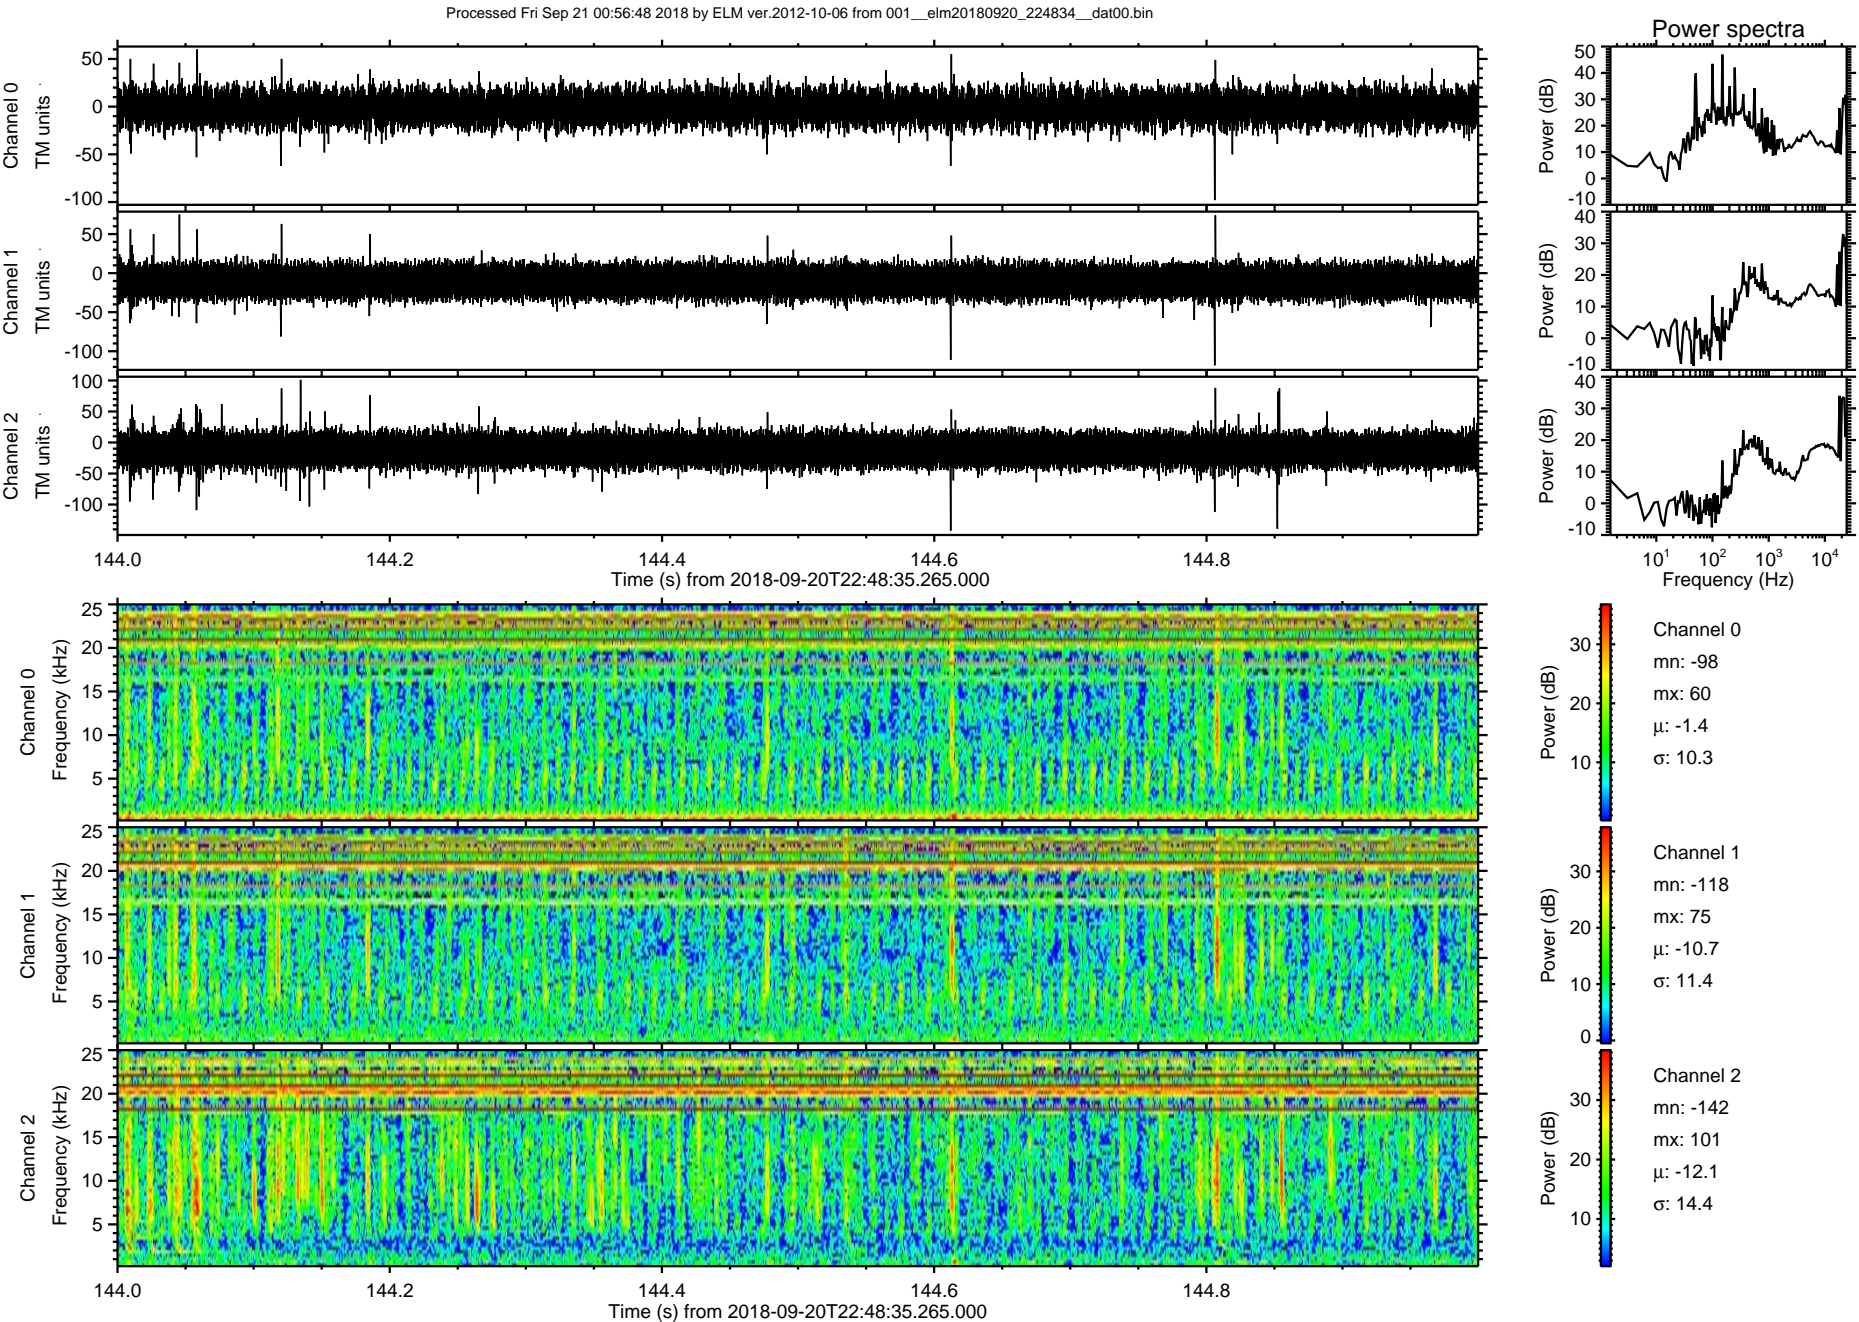 Processed Fri Sep 21 00:56:48 2018 by ELM ver.2012-10-06 from 001__elm20180920_224834__dat00.bin
Power spectra
Channel 0
TM units
50
0
-50
-100
Power (dB)
50
40
30
20
10
0
-10
Channel 1
TM units
50
0
-50
-100
Power (dB)
40
30
20
10
0
-10
Channel 2
TM units
100
50
0
-50
-100
Power (dB)
40
30
20
10
0
-10
144.0 144.2 144.4 144.6 144.8
Time (s) from 2018-09-20T22:48:35.265.000
10^1 10^2 10^3 10^4
Frequency (Hz)
Channel 0
Frequency (kHz)
25
20
15
10
5
Power (dB)
30
20
10
Channel 0
mn: -98
mx: 60
μ: -1.4
σ: 10.3
Channel 1
Frequency (kHz)
25
20
15
10
5
Power (dB)
30
20
10
0
Channel 1
mn: -118
mx: 75
μ: -10.7
σ: 11.4
Channel 2
Frequency (kHz)
25
20
15
10
5
Power (dB)
30
20
10
Channel 2
mn: -142
mx: 101
μ: -12.1
σ: 14.4
144.0 144.2 144.4 144.6 144.8
Time (s) from 2018-09-20T22:48:35.265.000